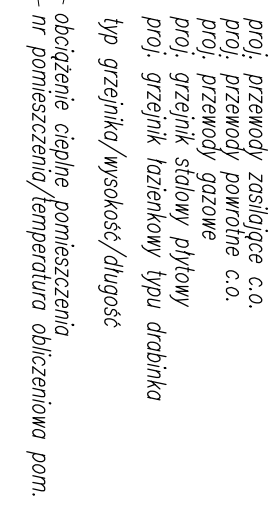 proj. przewody zasilające c.o.
proj. przewody powrotne c.o.
proj. przewody gazowe
proj. grzejnik stalowy płytowy
proj. grzejnik łazienkowy typu drabinka
typ grzejnika/wysokość/długość
- obciążenie cieplne pomieszczenia
- nr pomieszczenia/temperatura obliczeniowa pom.